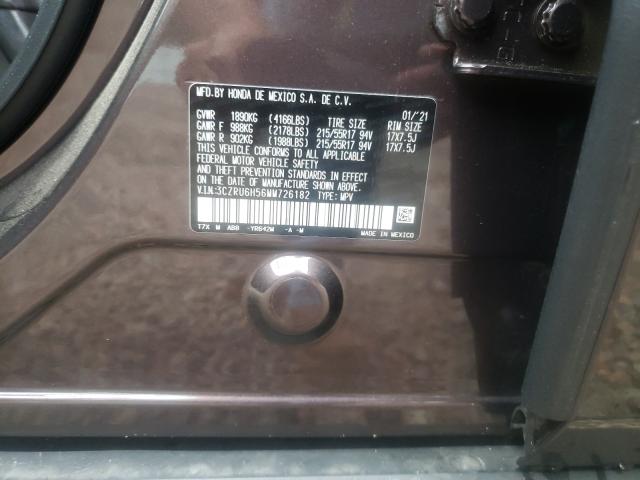 MFD.BY HONDA DE MEXICO S.A. DE C.V.
GVWR 1890KG (4166LBS) TIRE SIZE 01/'21 RIM SIZE
GAWR F 988KG (2178LBS) 215/55R17 94V 17X7.5J
GAWR R 902KG (1988LBS) 215/55R17 94V 17X7.5J
THIS VEHICLE CONFORMS TO ALL APPLICABLE
FEDERAL MOTOR VEHICLE SAFETY
AND THEFT PREVENTION STANDARDS IN EFFECT
ON THE DATE OF MANUFACTURE SHOWN ABOVE.
V.I.N:3CZRU6H56MM726182 TYPE: MPV
T7X M ABB -YR642M -A -M MADE IN MEXICO